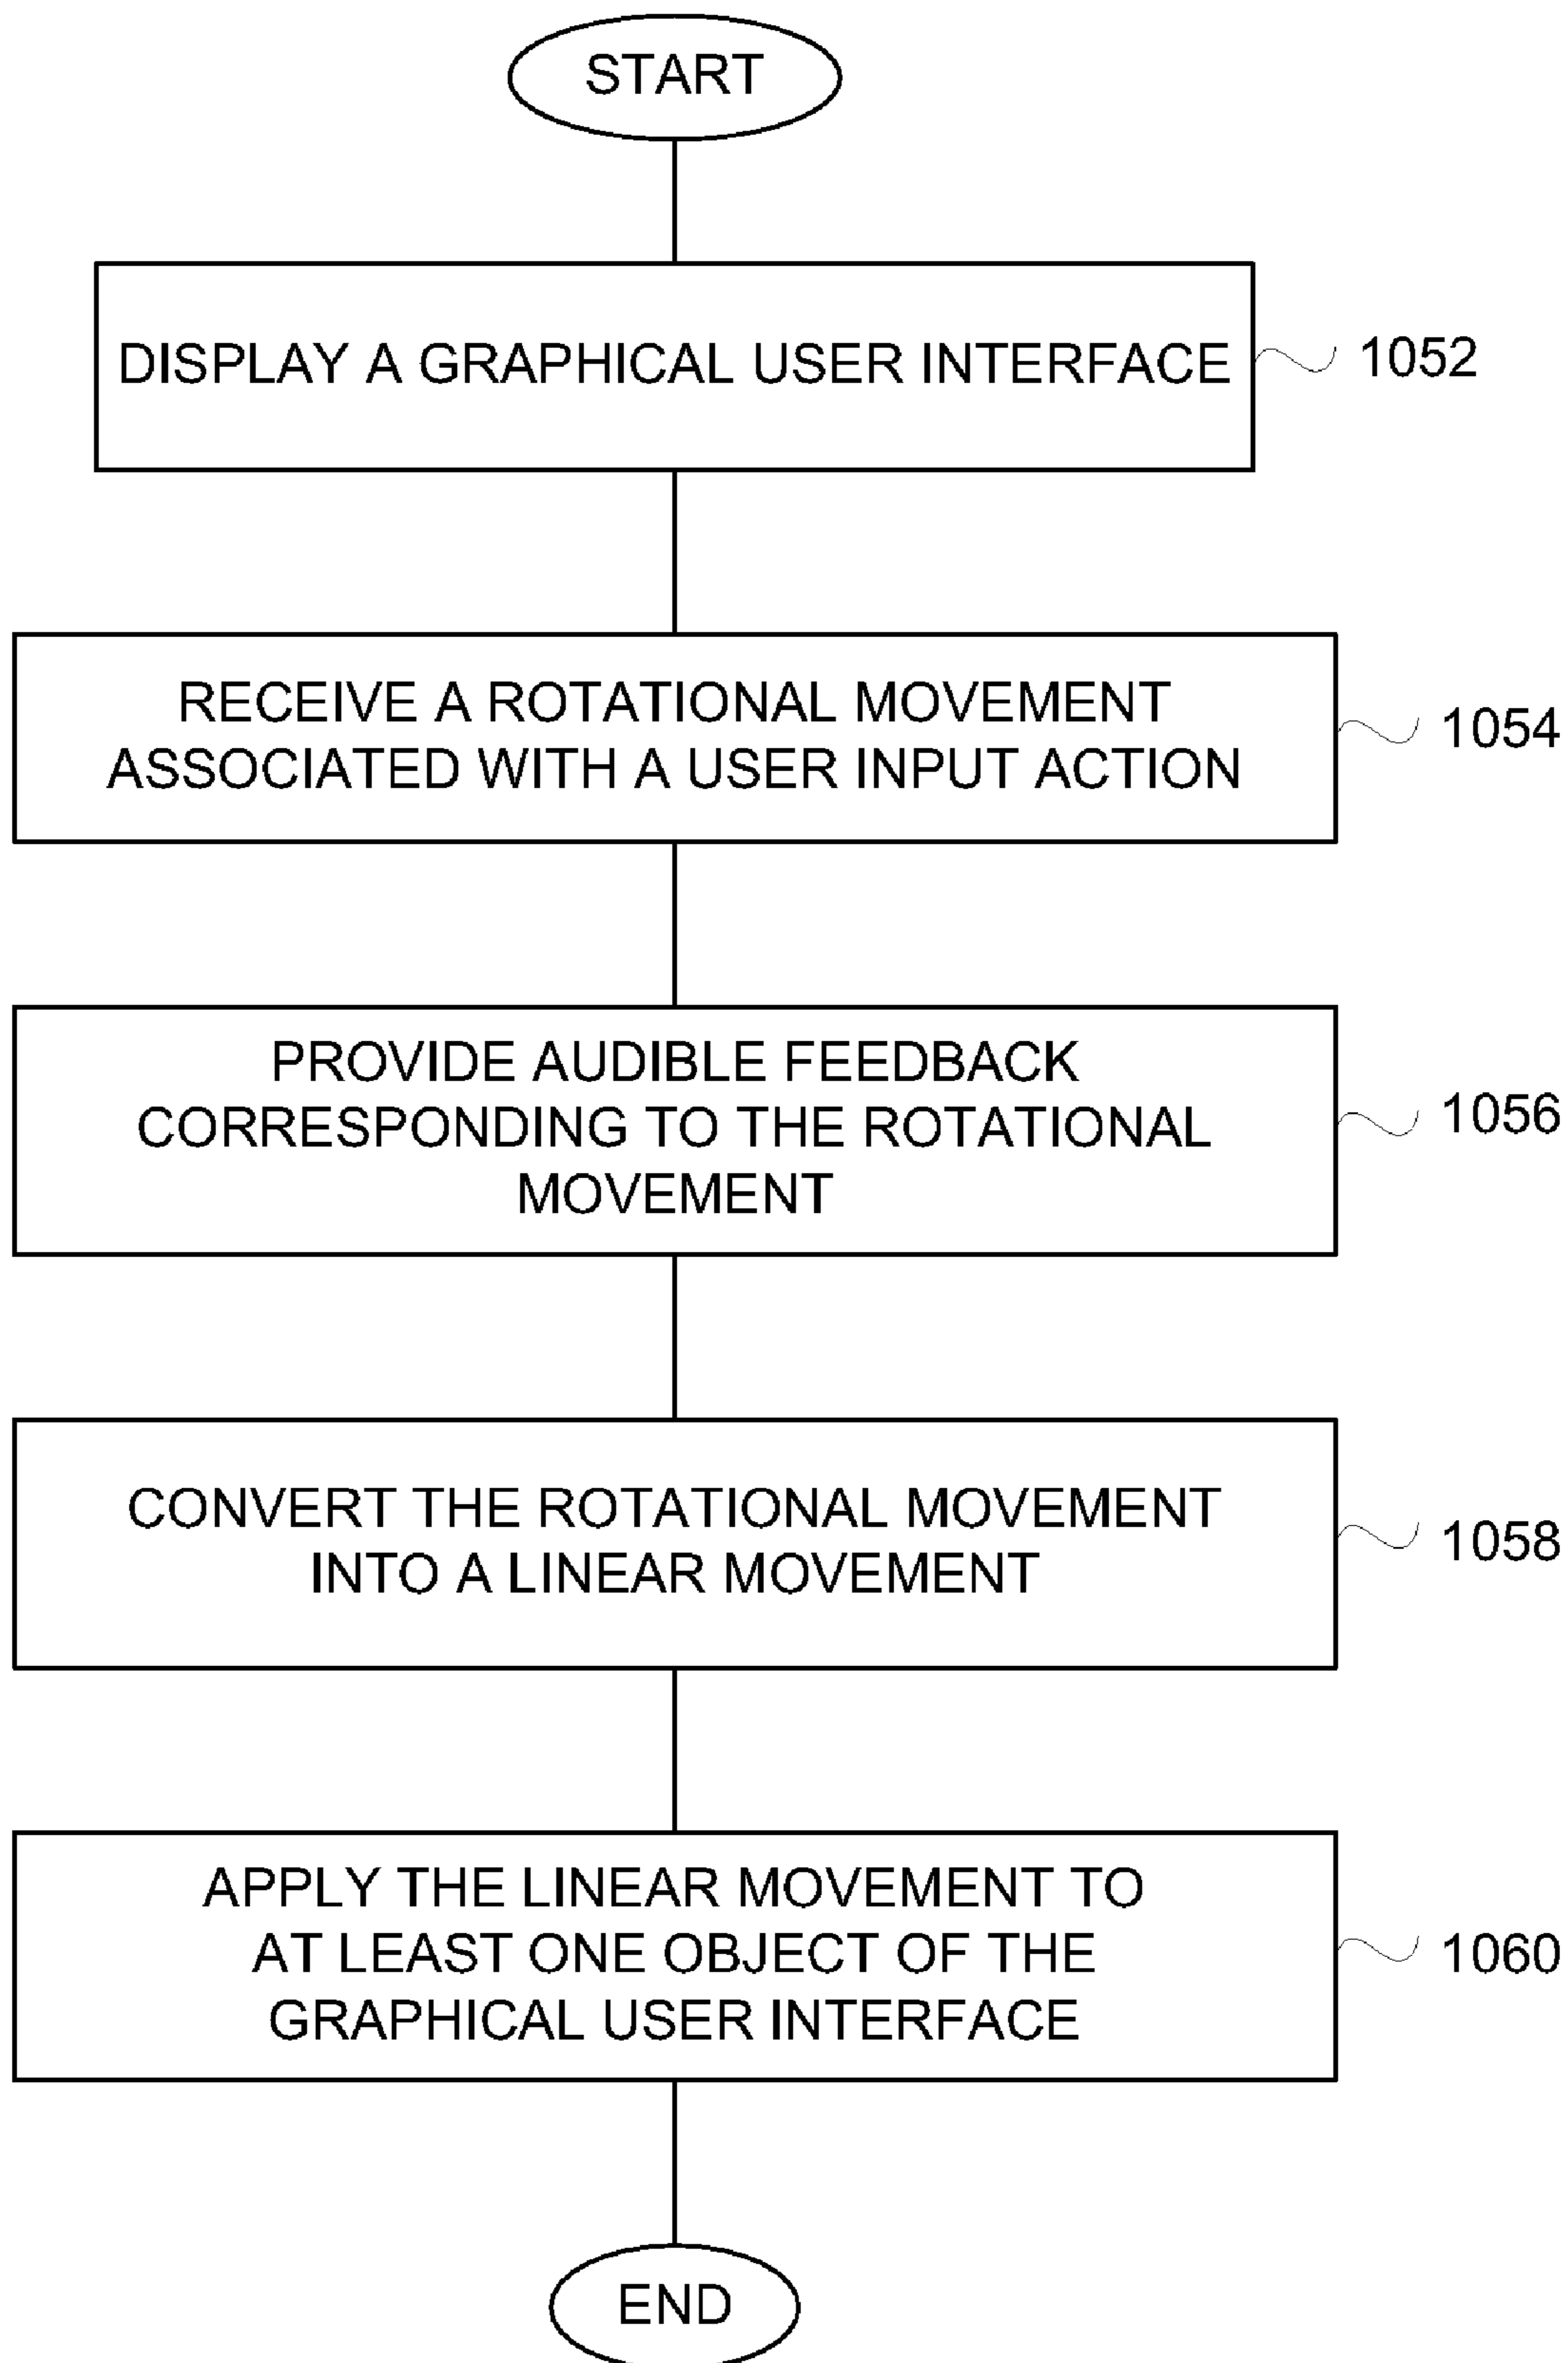 START
DISPLAY A GRAPHICAL USER INTERFACE
1052
RECEIVE A ROTATIONAL MOVEMENT
ASSOCIATED WITH A USER INPUT ACTION
1054
PROVIDE AUDIBLE FEEDBACK
CORRESPONDING TO THE ROTATIONAL
MOVEMENT
1056
CONVERT THE ROTATIONAL MOVEMENT
INTO A LINEAR MOVEMENT
1058
APPLY THE LINEAR MOVEMENT TO
AT LEAST ONE OBJECT OF THE
GRAPHICAL USER INTERFACE
1060
END